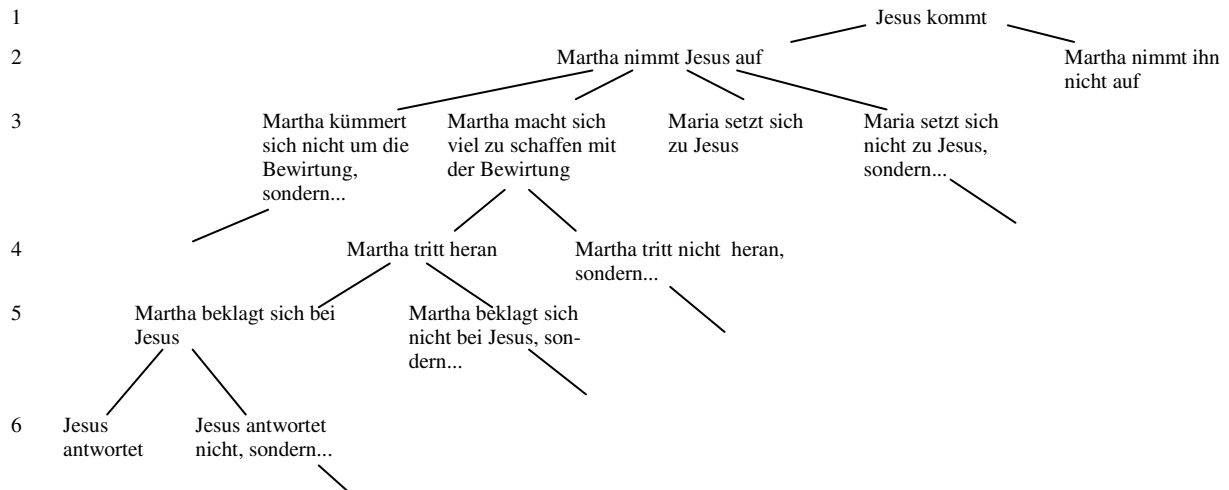 1 Jesus kommt
2 Martha nimmt Jesus auf Martha nimmt ihn
nicht auf
3 Martha kümmert
sich nicht um die
Bewirtung,
sondern...
Martha macht sich
viel zu schaffen mit
der Bewirtung
Maria setzt sich
zu Jesus
Maria setzt sich
nicht zu Jesus,
sondern...
4 Martha tritt heran
Martha tritt nicht heran,
sondern...
5 Martha beklagt sich bei
Jesus
Martha beklagt sich
nicht bei Jesus, son-
dern...
6 Jesus
antwortet
Jesus antwortet
nicht, sondern...